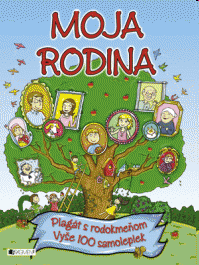 MOJA
RODINA
Plagát s rodokmeňom
Vyše 100 samolepiek